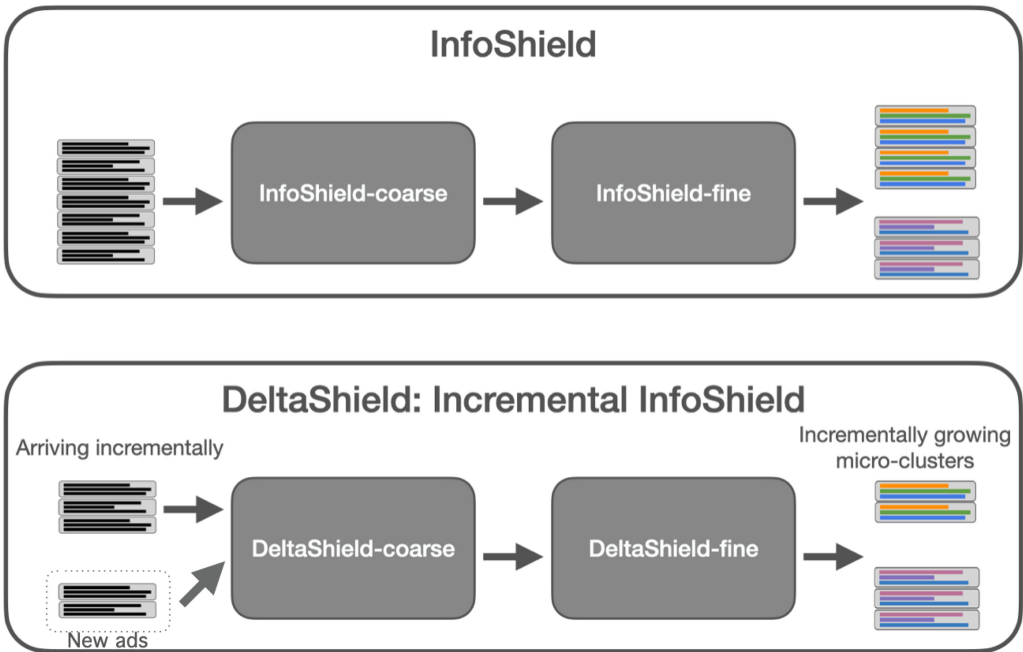 InfoShield
InfoShield-coarse
InfoShield-fine
DeltaShield: Incremental InfoShield
Arriving incrementally
Incrementally growing
micro-clusters
DeltaShield-coarse
DeltaShield-fine
New ads